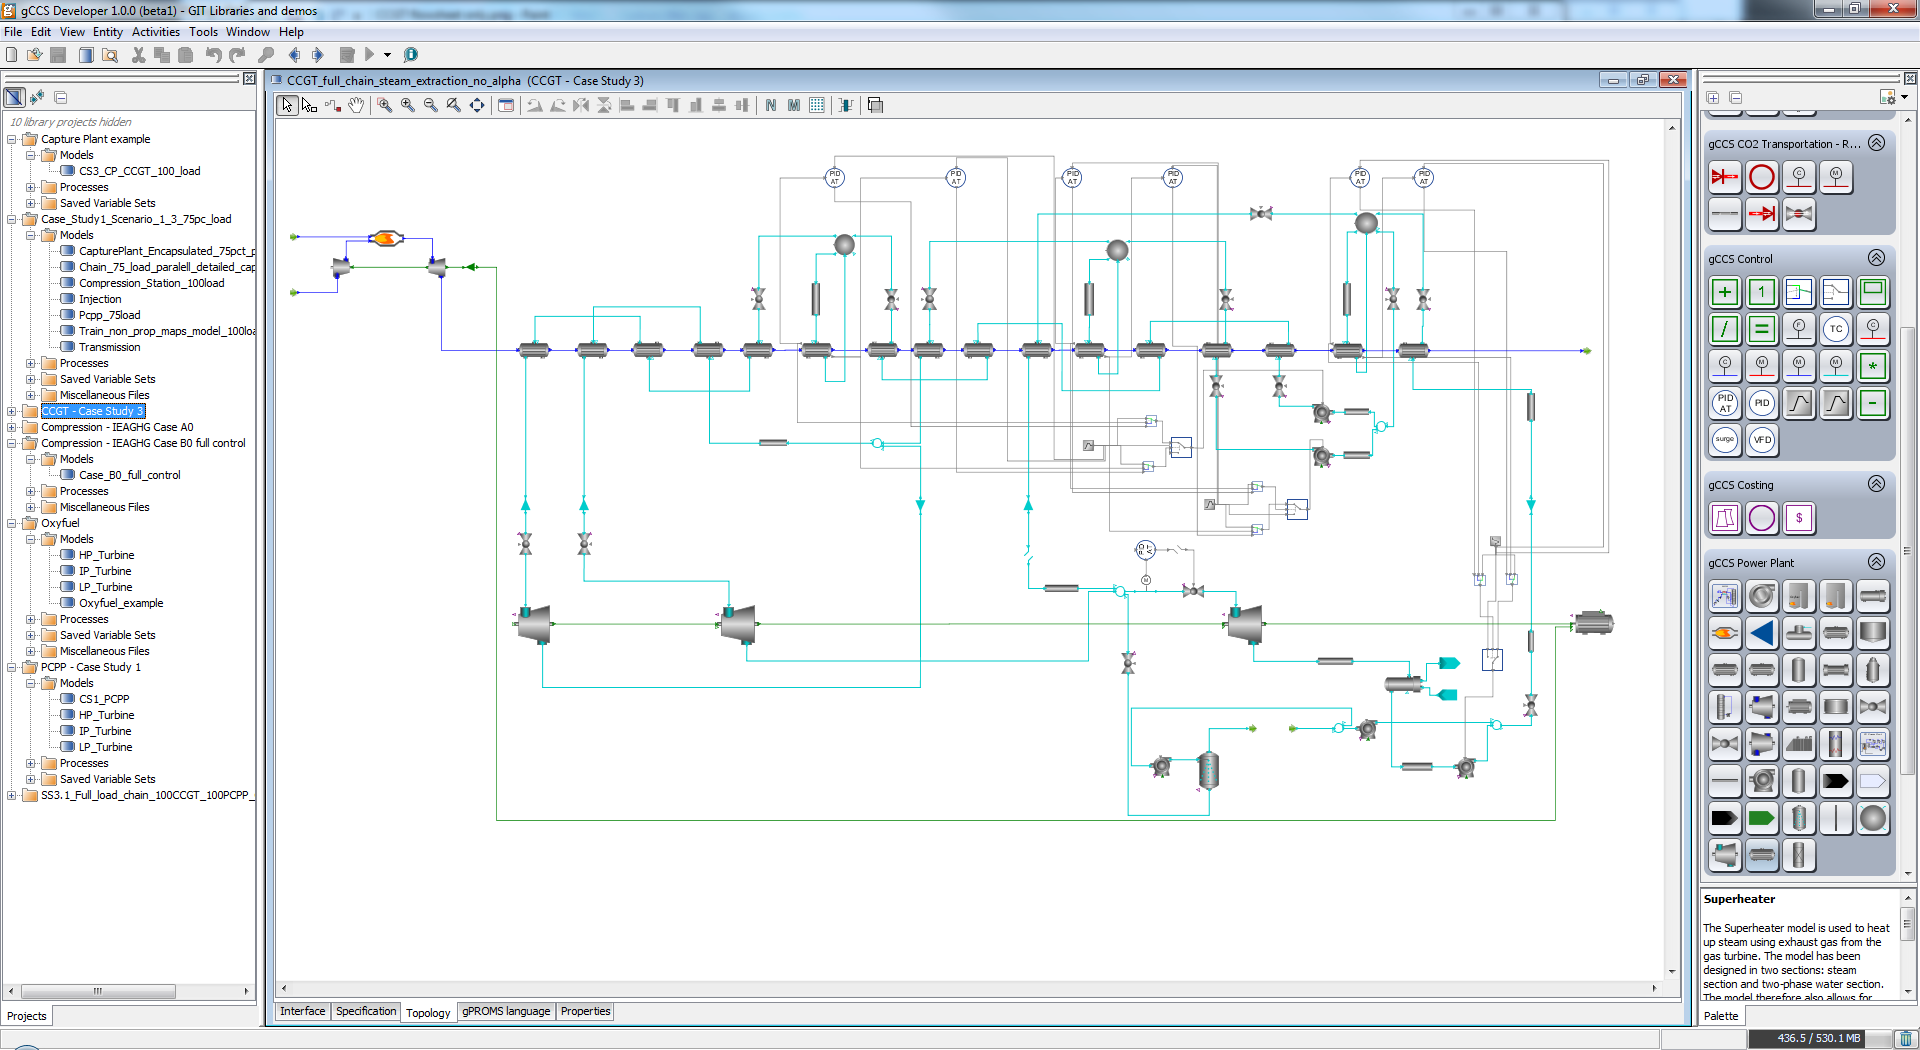 gCCS Developer 1.0.0 (beta1) - GIT Libraries and demos
File Edit View Entity Activities Tools Window Help
10 library projects hidden
Capture Plant example
Models
CS3_CP_CCGT_100_load
Processes
Saved Variable Sets
Case_Study1_Scenario_1_3_75pc_load
Models
CapturePlant_Encapsulated_75pct_p
Chain_75_load_paralell_detailed_cap
Compression_Station_100load
Injection
Pcpp_75load
Train_non_prop_maps_model_100loa
Transmission
Processes
Saved Variable Sets
Miscellaneous Files
CCGT - Case Study 3
Compression - IEAGHG Case A0
Compression - IEAGHG Case B0 full control
Models
Case_B0_full_control
Processes
Miscellaneous Files
Oxyfuel
Models
HP_Turbine
IP_Turbine
LP_Turbine
Oxyfuel_example
Processes
Saved Variable Sets
Miscellaneous Files
PCPP - Case Study 1
Models
CS1_PCPP
HP_Turbine
IP_Turbine
LP_Turbine
Processes
Saved Variable Sets
SS3.1_Full_load_chain_100CCGT_100PCPP_
Projects
CCGT_full_chain_steam_extraction_no_alpha (CCGT - Case Study 3)
N M
PID AT
PID AT
PID AT
PID AT
PID AT
PID AT
PID AT
M
Interface Specification Topology gPROMS language Properties
gCCS CO2 Transportation - R...
C M
gCCS Control
1
F TC C
C M M M
PID AT PID
surge VFD
gCCS Costing
$
gCCS Power Plant
Superheater
The Superheater model is used to heat
up steam using exhaust gas from the
gas turbine. The model has been
designed in two sections: steam
section and two-phase water section.
The model therefore also allows for
Palette
436.5 / 530.1 MB